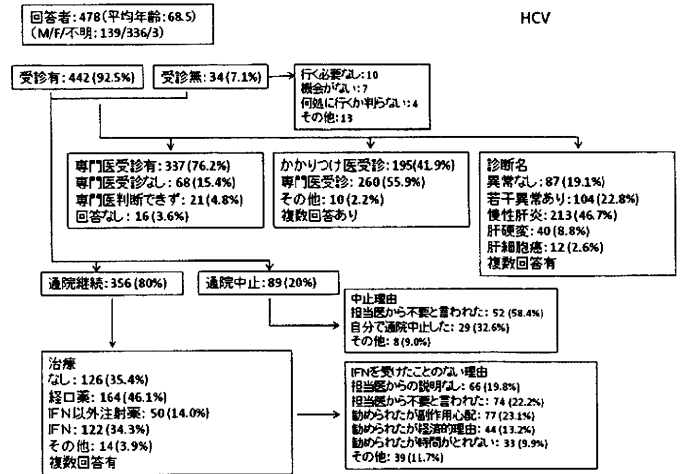 回答者:478(平均年齢:68.5)
(M/F/不明:139/336/3)
HCV
受診有:442(92.5%)
受診無:34(7.1%)
行く必要なし:10
機会がない:7
何処に行くか判らない:4
その他:13
専門医受診有:337(76.2%)
専門医受診なし:68(15.4%)
専門医判断できず:21(4.8%)
回答なし:16(3.6%)
かかりつけ医受診:195(41.9%)
専門医受診:260(55.9%)
その他:10(2.2%)
複数回答あり
診断名
異常なし:87(19.1%)
若干異常あり:104(22.8%)
慢性肝炎:213(46.7%)
肝硬変:40(8.8%)
肝細胞癌:12(2.6%)
複数回答有
通院継続:356(80%)
通院中止:89(20%)
中止理由
担当医から不要と言われた:52(58.4%)
自分で通院中止した:29(32.6%)
その他:8(9.0%)
治療
なし:126(35.4%)
経口薬:164(46.1%)
IFN以外注射薬:50(14.0%)
IFN:122(34.3%)
その他:14(3.9%)
複数回答有
IFNを受けたことのない理由
担当医からの説明なし:66(19.8%)
担当医から不要と言われた:74(22.2%)
勧められたが副作用心配:77(23.1%)
勧められたが経済的理由:44(13.2%)
勧められたが時間がとれない:33(9.9%)
その他:39(11.7%)